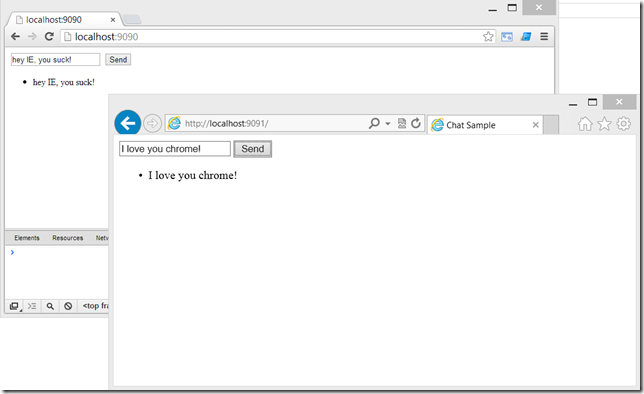 localhost:9090
localhost:9090
hey IE, you suck! Send
• hey IE, you suck!
http://localhost:9091/ Chat Sample
I love you chrome! Send
• I love you chrome!
Elements Resources
<top fra